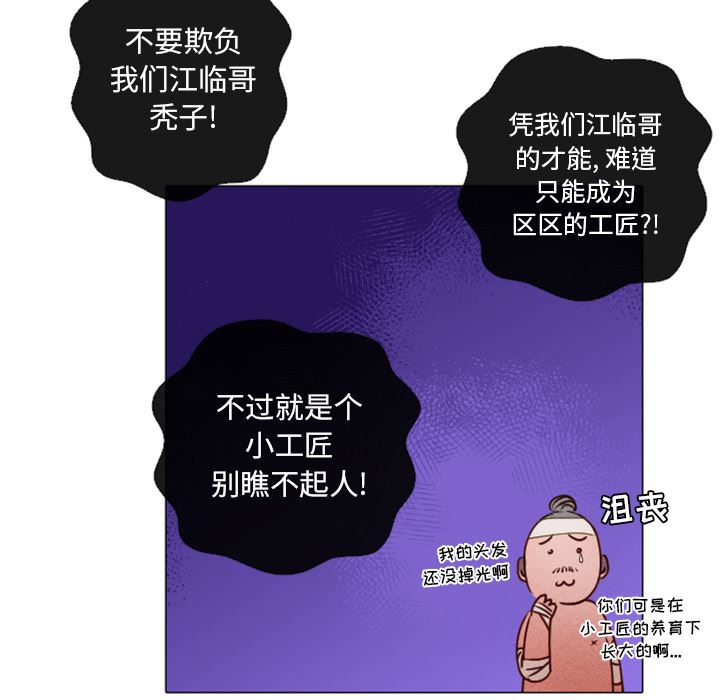 不要欺负
我们江临哥
秃子!
凭我们江临哥
的才能, 难道
只能成为
区区的工匠?!
不过就是个
小工匠
别瞧不起人!
沮丧
我的头发
还没掉光啊
你们可是在
小工匠的养育下
长大的啊...